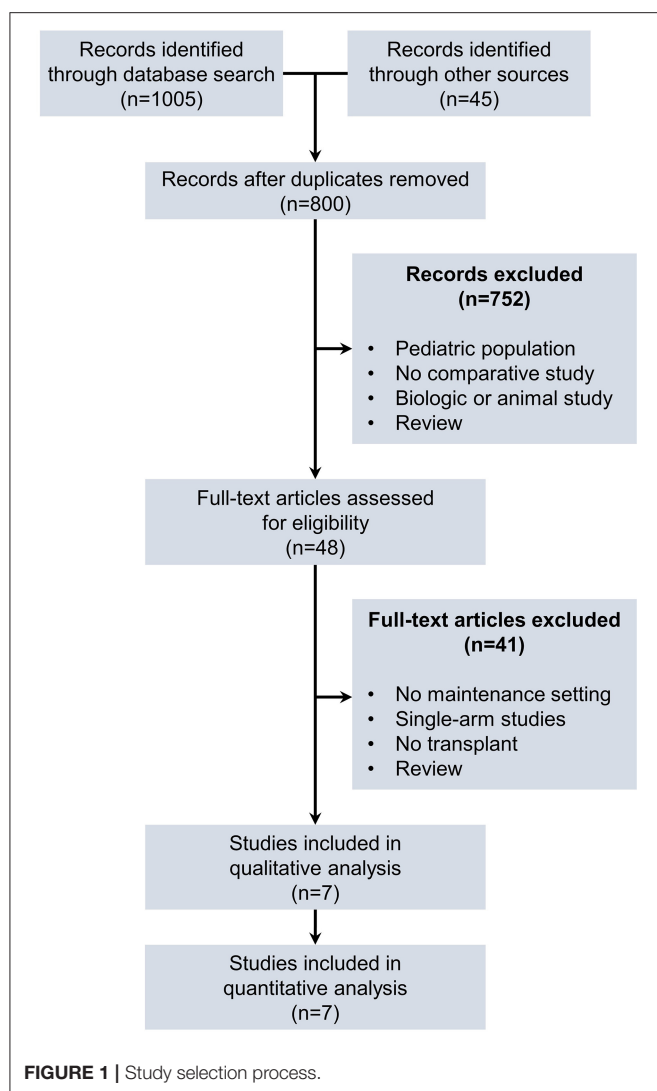 Records identified
through database search
(n=1005)
Records identified
through other sources
(n=45)
Records after duplicates removed
(n=800)
Records excluded
(n=752)
• Pediatric population
• No comparative study
• Biologic or animal study
• Review
Full-text articles assessed
for eligibility
(n=48)
Full-text articles excluded
(n=41)
• No maintenance setting
• Single-arm studies
• No transplant
• Review
Studies included in
qualitative analysis
(n=7)
Studies included in
quantitative analysis
(n=7)
FIGURE 1 | Study selection process.